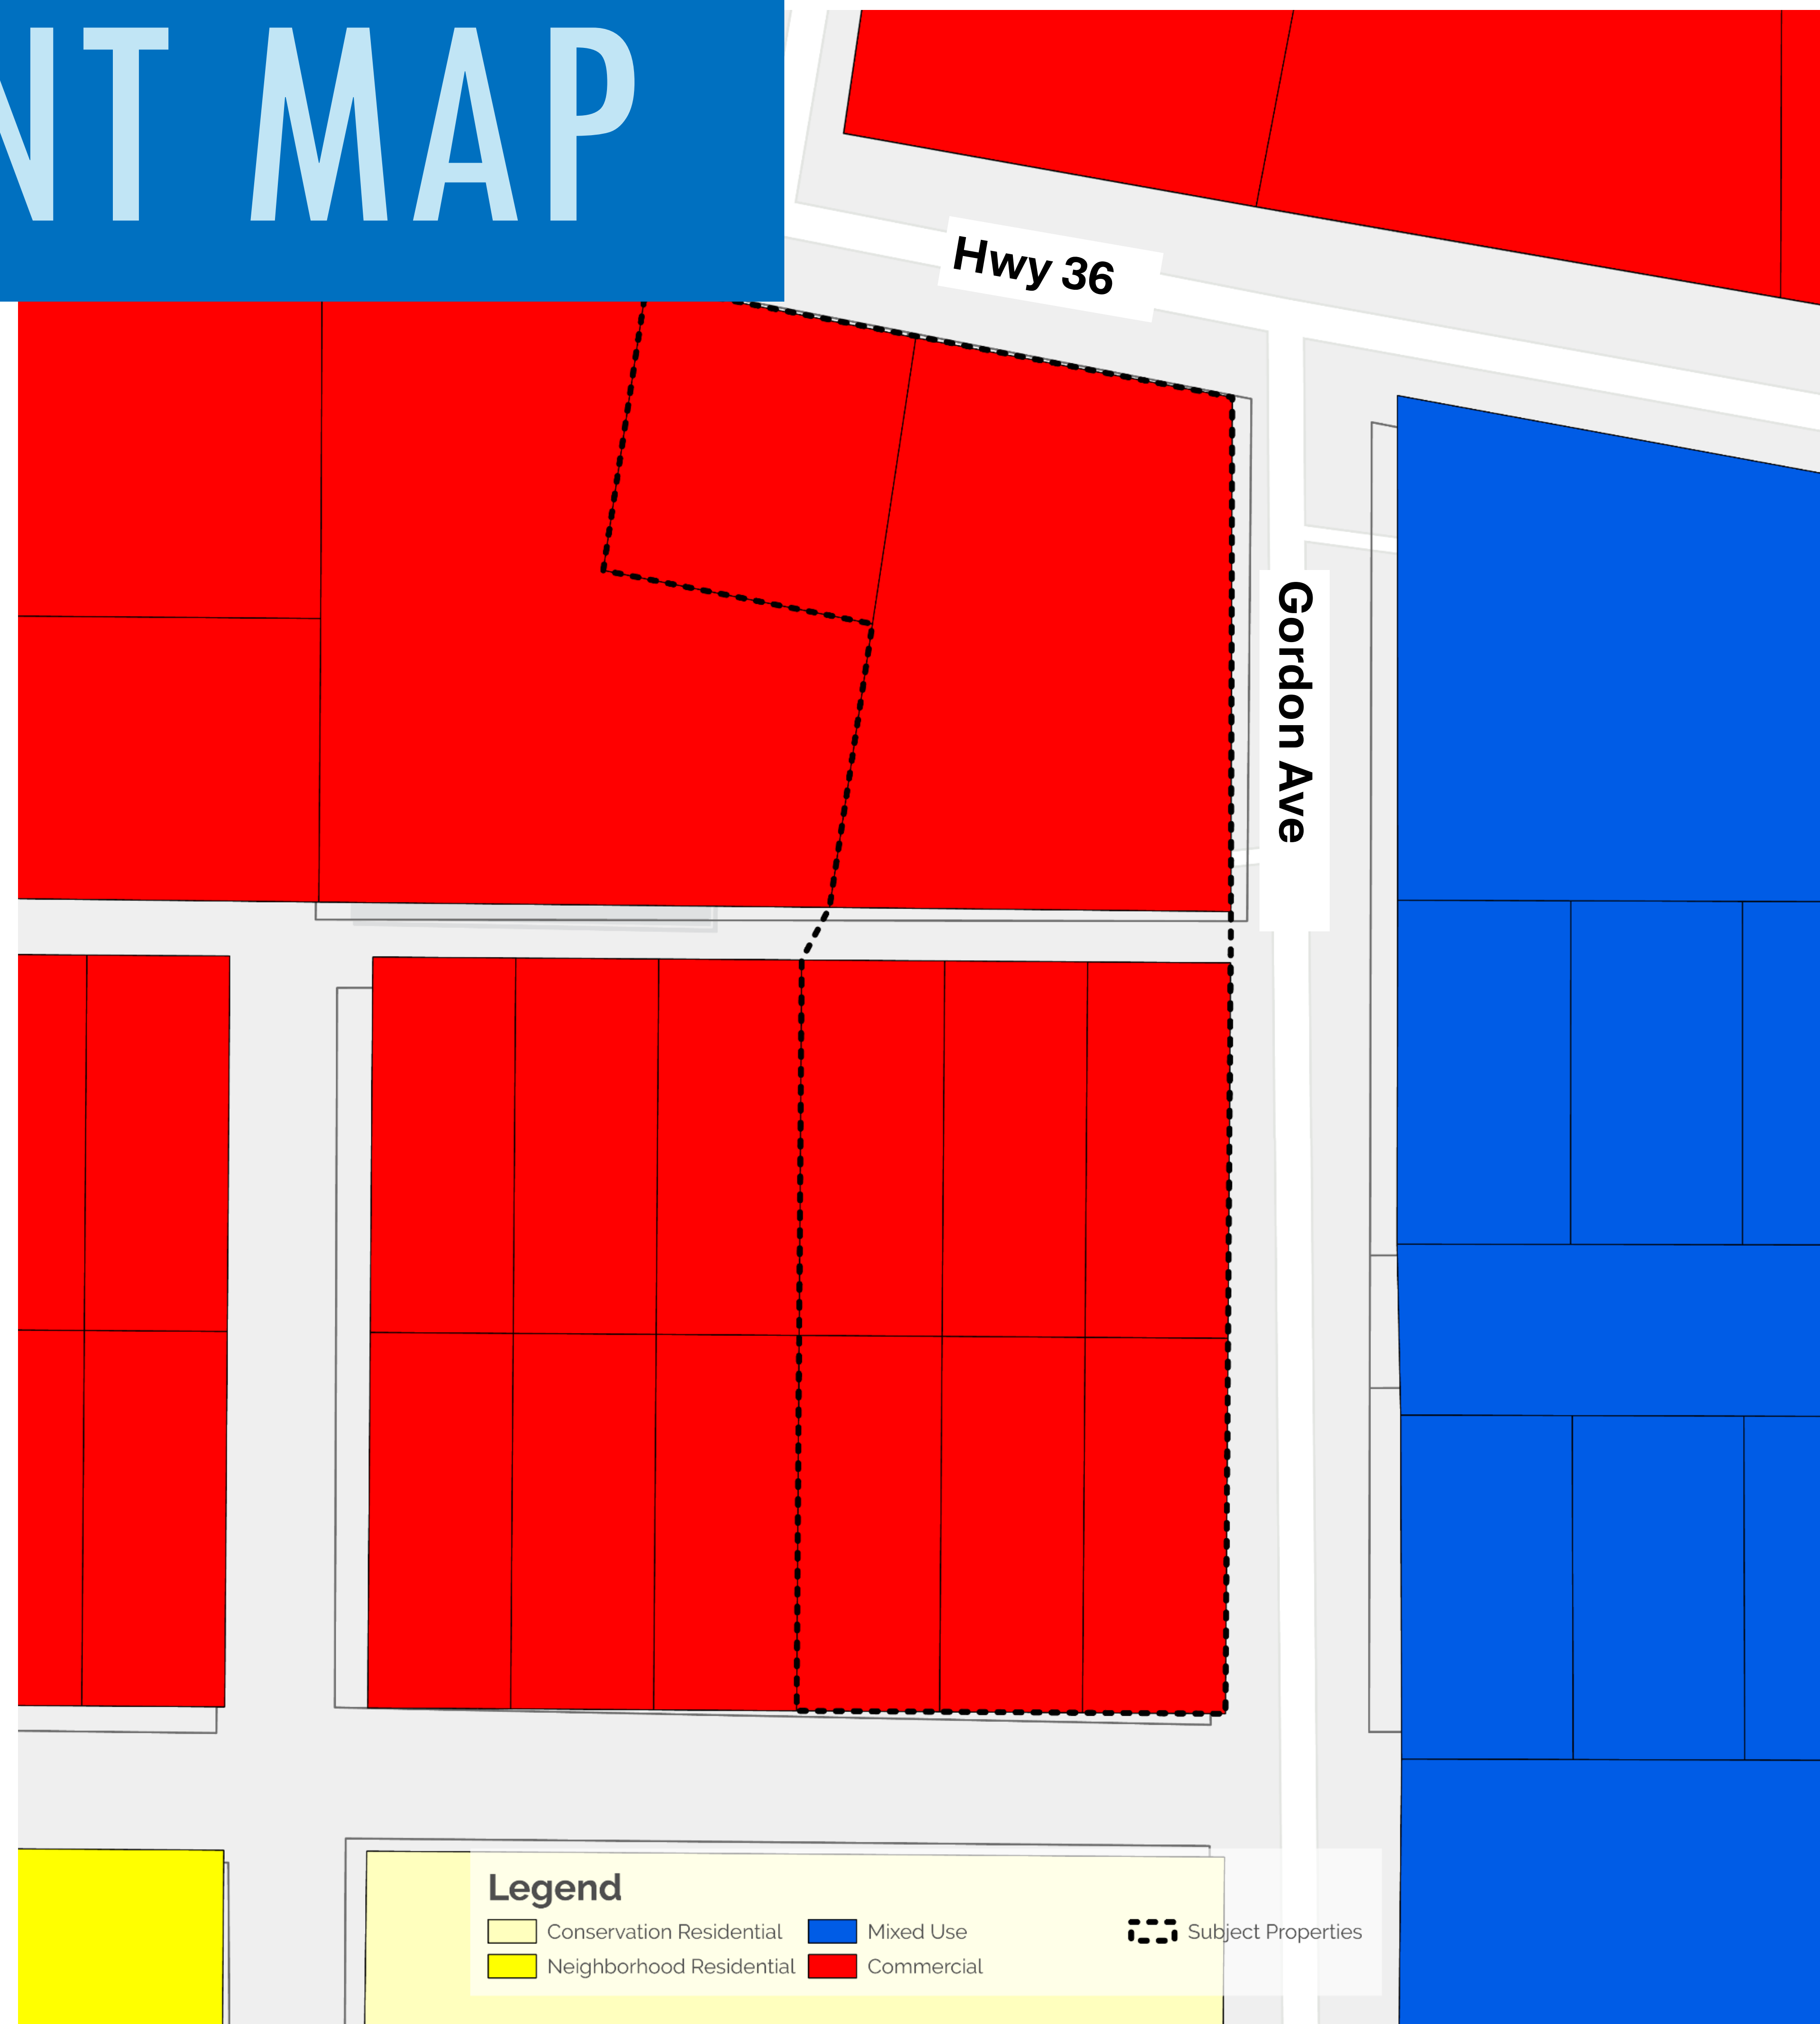 NT MAP
Hwy 36
Gordon Ave
Legend
Conservation Residential
Mixed Use
Subject Properties
Neighborhood Residential
Commercial